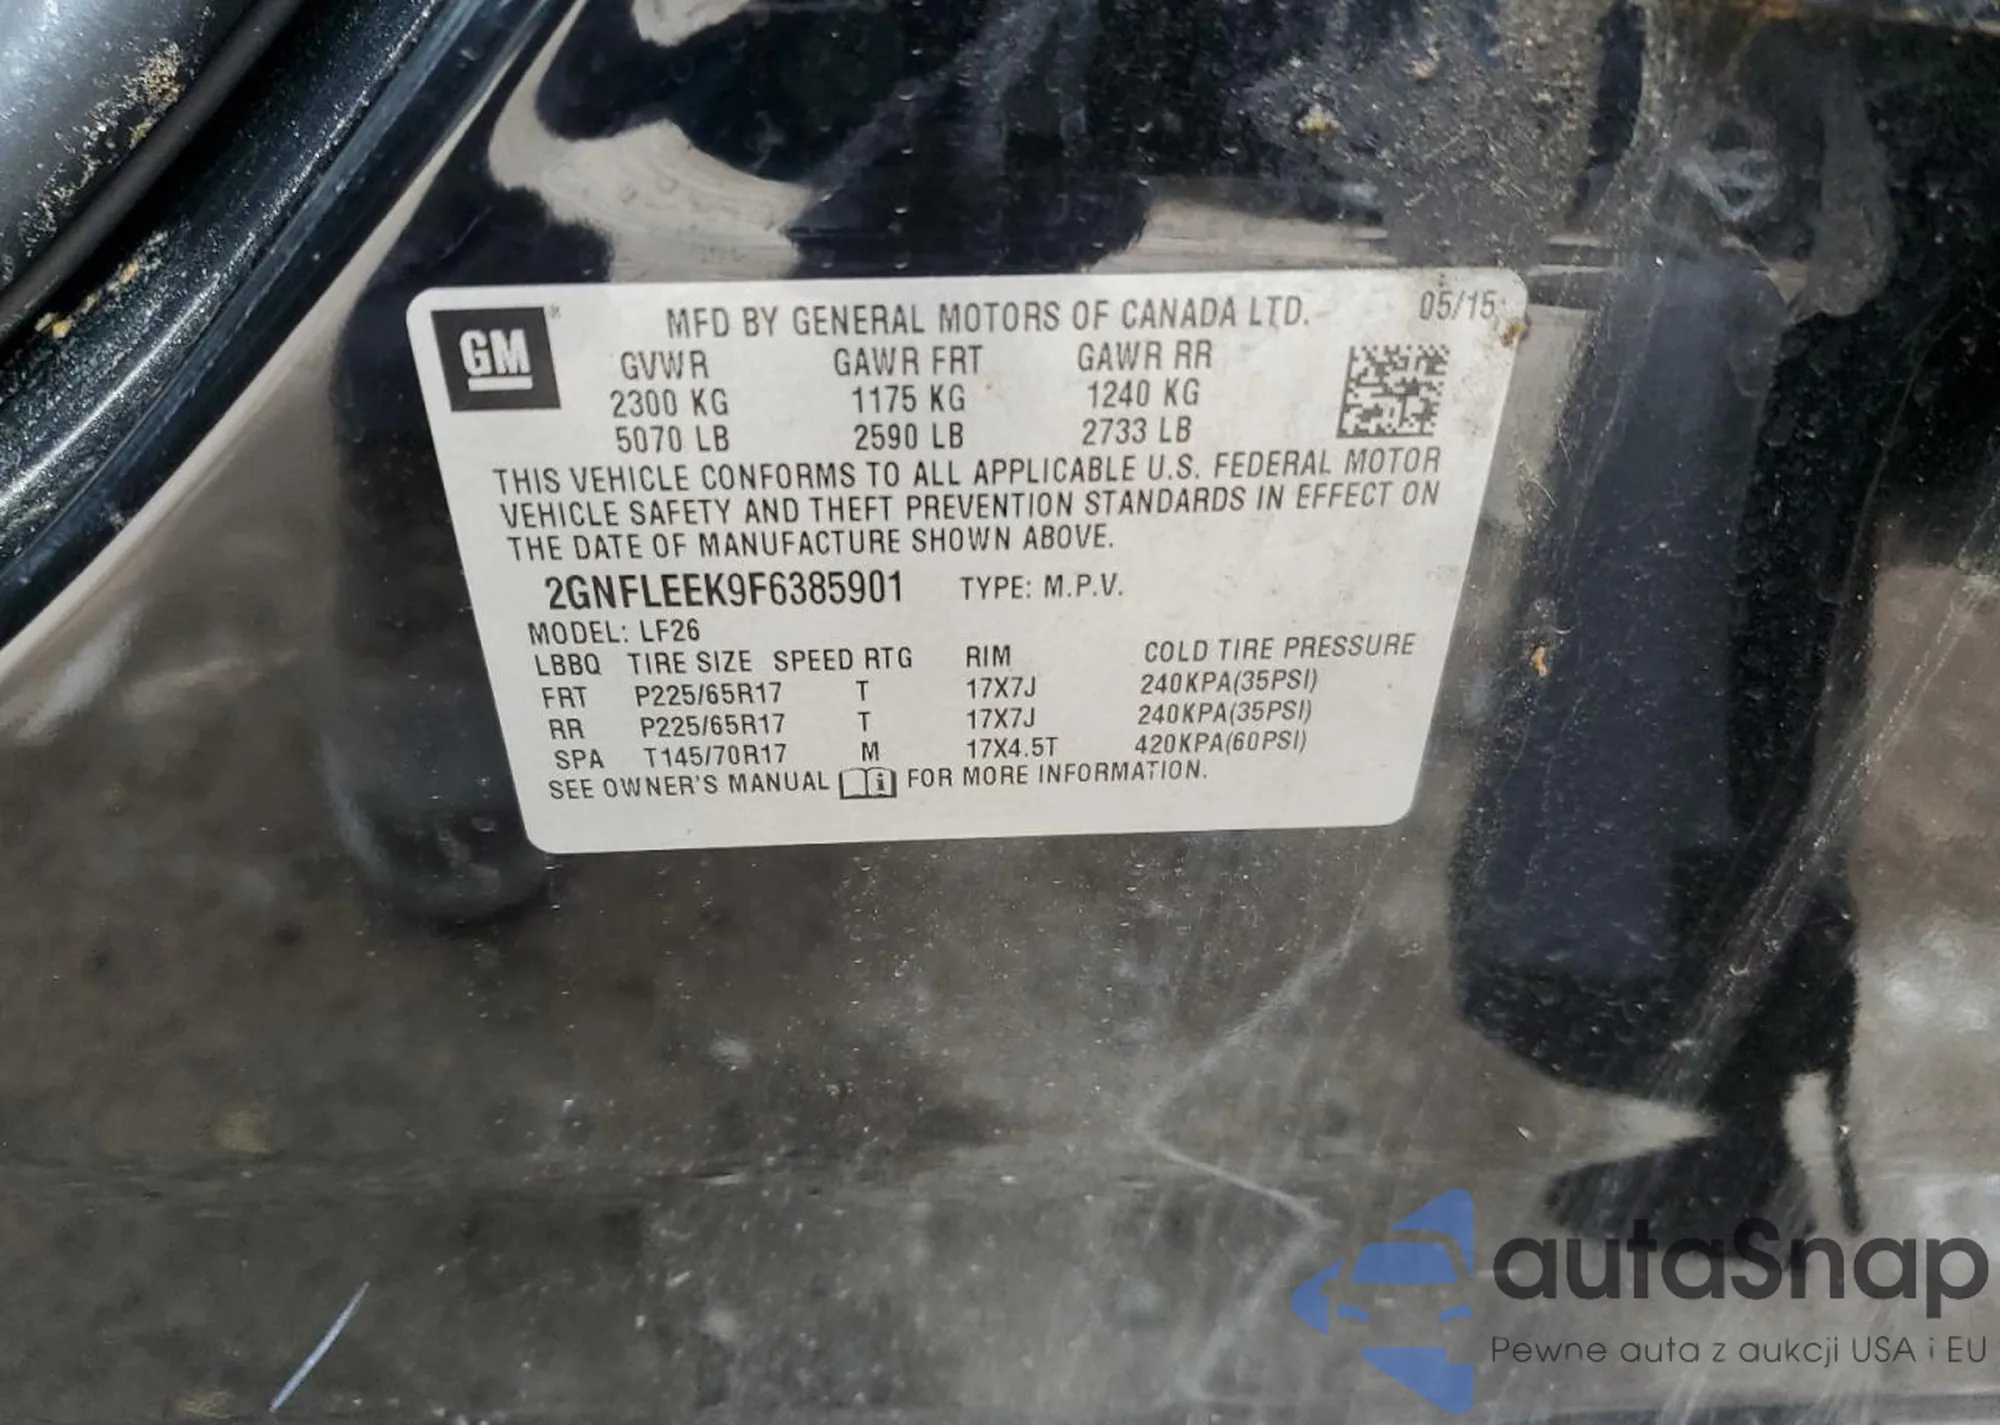 GM
MFD BY GENERAL MOTORS OF CANADA LTD. 05/15
GVWR GAWR FRT GAWR RR
2300 KG 1175 KG 1240 KG
5070 LB 2590 LB 2733 LB
THIS VEHICLE CONFORMS TO ALL APPLICABLE U.S. FEDERAL MOTOR
VEHICLE SAFETY AND THEFT PREVENTION STANDARDS IN EFFECT ON
THE DATE OF MANUFACTURE SHOWN ABOVE.
2GNFLEEK9F6385901 TYPE: M.P.V.
MODEL: LF26
LBBQ TIRE SIZE SPEED RTG RIM COLD TIRE PRESSURE
FRT P225/65R17 T 17X7J 240KPA(35PSI)
RR P225/65R17 T 17X7J 240KPA(35PSI)
SPA T145/70R17 M 17X4.5T 420KPA(60PSI)
SEE OWNER'S MANUAL i FOR MORE INFORMATION.
autaSnap
Pewne auta z aukcji USA i EU